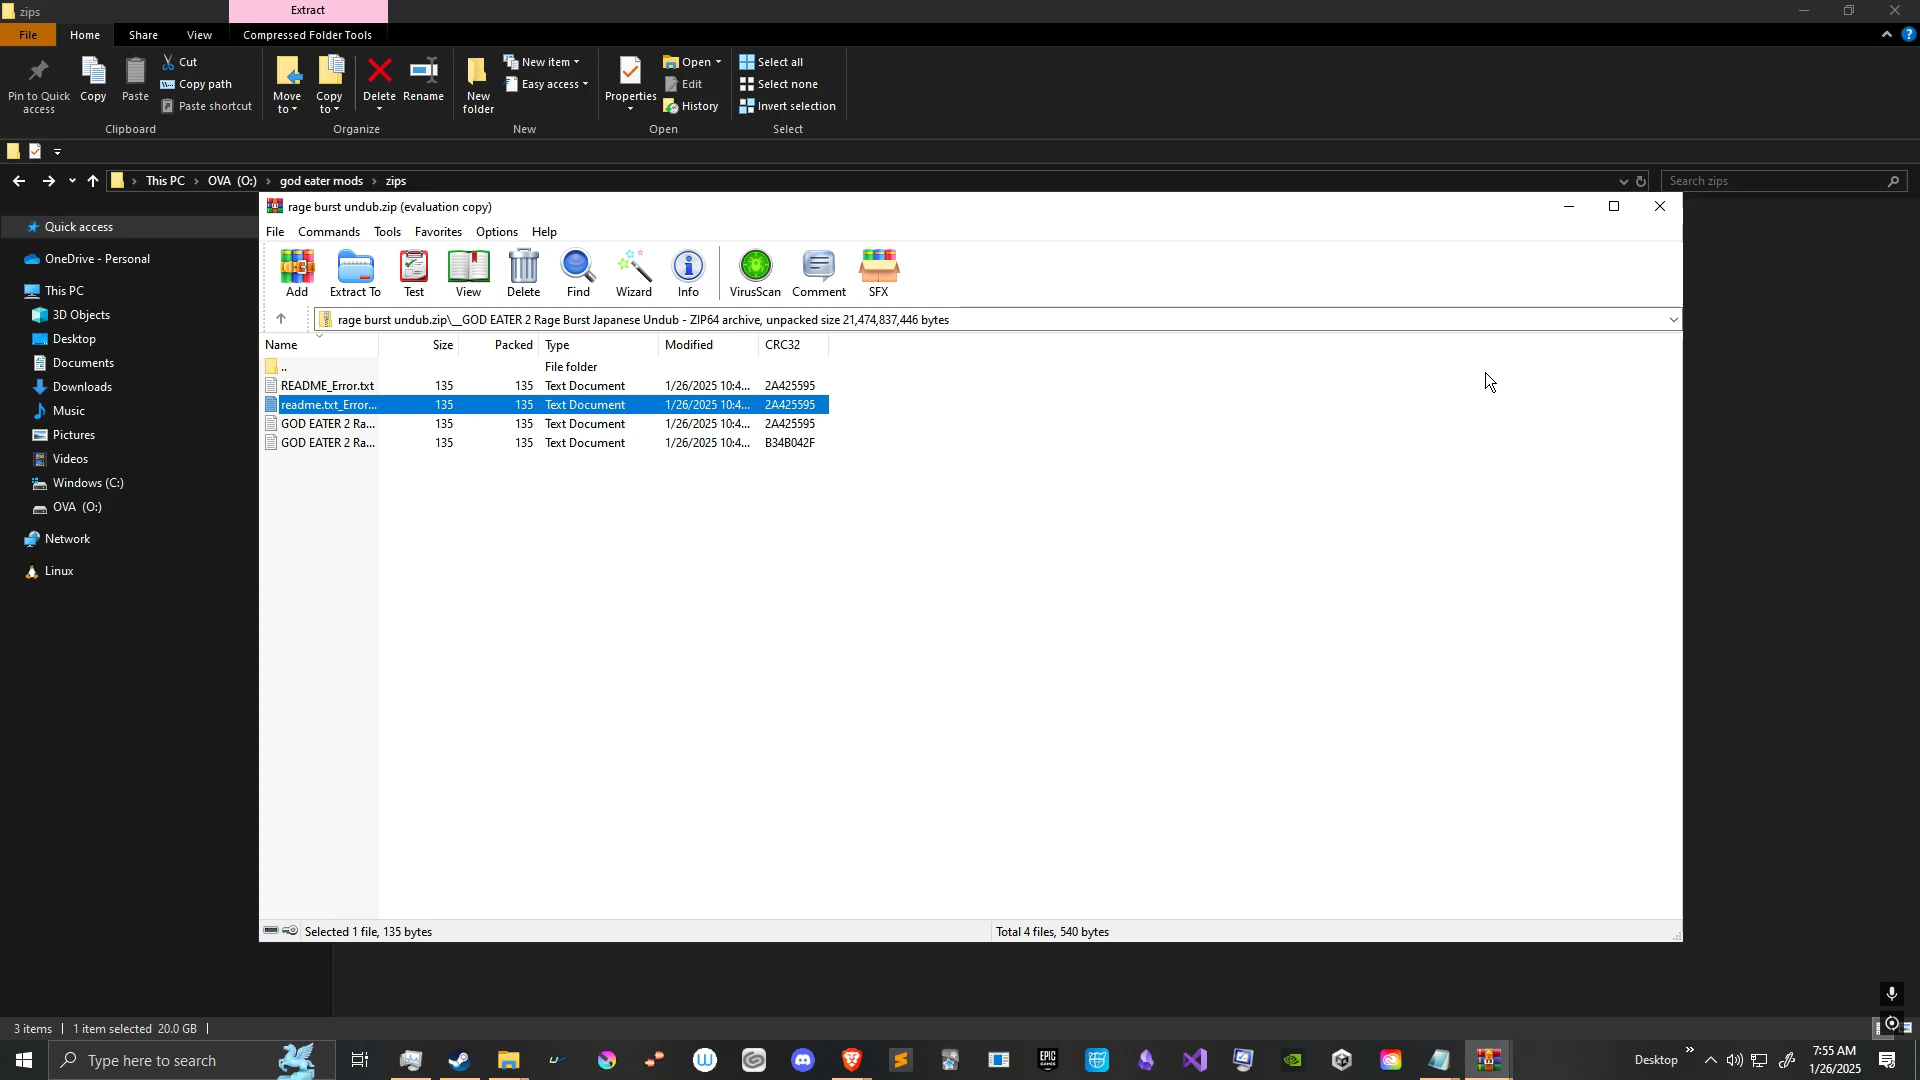 zips
Extract
File
Home
Share
View
Compressed Folder Tools
Pin to Quick
access
Copy
Paste
Cut
Copy path
Paste shortcut
Clipboard
Move
to
Copy
to
Delete
Rename
Organize
New
folder
New item
Easy access
New
Properties
Open
Edit
History
Open
Select all
Select none
Invert selection
Select
This PC
OVA (O:)
god eater mods
zips
Search zips
Quick access
OneDrive - Personal
This PC
3D Objects
Desktop
Documents
Downloads
Music
Pictures
Videos
Windows (C:)
OVA (O:)
Network
Linux
rage burst undub.zip (evaluation copy)
File Commands Tools Favorites Options Help
Add
Extract To
Test
View
Delete
Find
Wizard
Info
VirusScan
Comment
SFX
rage burst undub.zip\__GOD EATER 2 Rage Burst Japanese Undub - ZIP64 archive, unpacked size 21,474,837,446 bytes
Name Size Packed Type Modified CRC32
.. File folder
README_Error.txt 135 135 Text Document 1/26/2025 10:4... 2A425595
readme.txt_Error... 135 135 Text Document 1/26/2025 10:4... 2A425595
GOD EATER 2 Ra... 135 135 Text Document 1/26/2025 10:4... 2A425595
GOD EATER 2 Ra... 135 135 Text Document 1/26/2025 10:4... B34B042F
Selected 1 file, 135 bytes
Total 4 files, 540 bytes
3 items
1 item selected 20.0 GB
Type here to search
EPIC
GAMES
Desktop
7:55 AM
1/26/2025